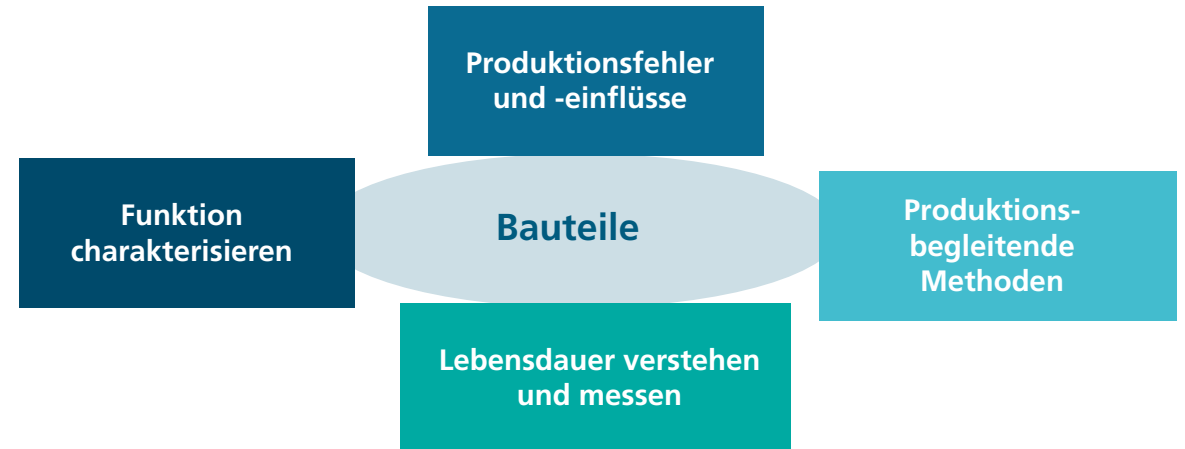 Produktionsfehler
und -einflüsse
Funktion
charakterisieren
Bauteile
Produktions-
begleitende
Methoden
Lebensdauer verstehen
und messen